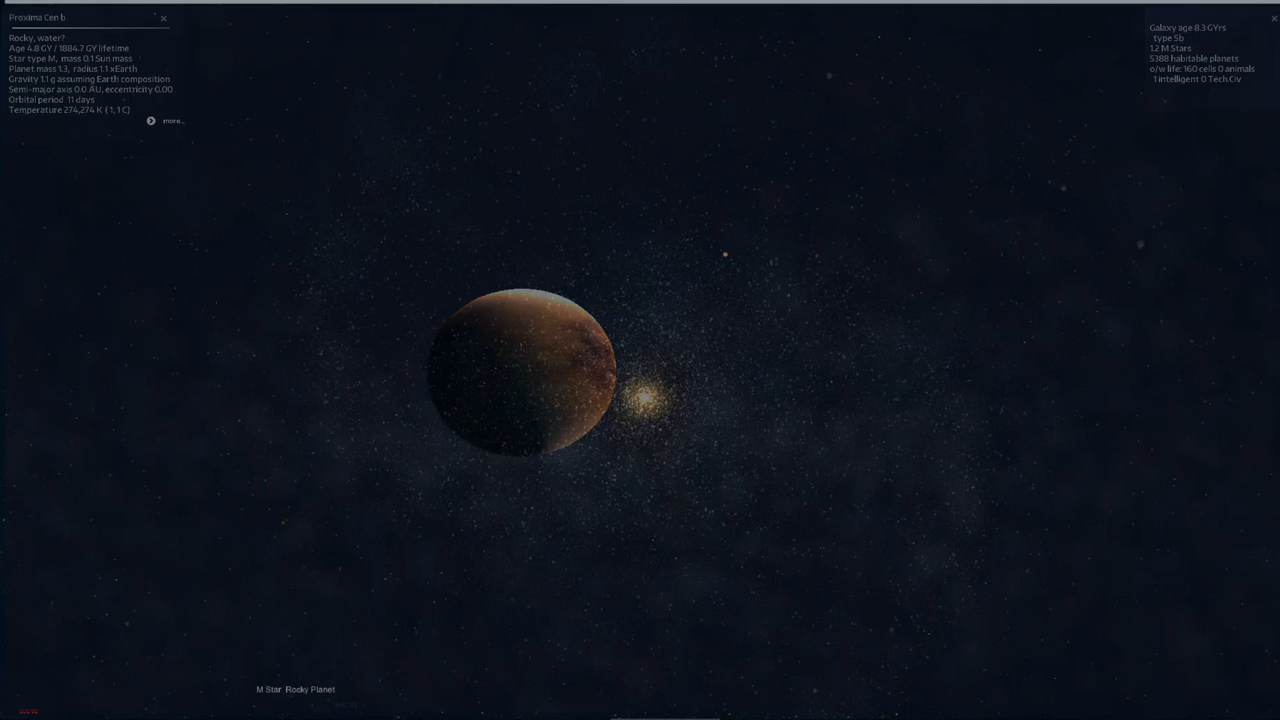 Proxima Cen b
Rocky, water?
Age 4.8 GY / 1884.7 GY lifetime
Star type M, mass 0.1 Sun mass
Planet mass 1.3, radius 1.1 xEarth
Gravity 1.1 g assuming Earth composition
Semi-major axis 0.0 AU, eccentricity 0.00
Orbital period 11 days
Temperature 274,274 K ( 1, 1 C)
more...
Galaxy age 8.3 GYrs
type Sb
1.2 M Stars
5388 habitable planets
o/w life: 160 cells 0 animals
1 intelligent 0 Tech.Civ
M Star Rocky Planet